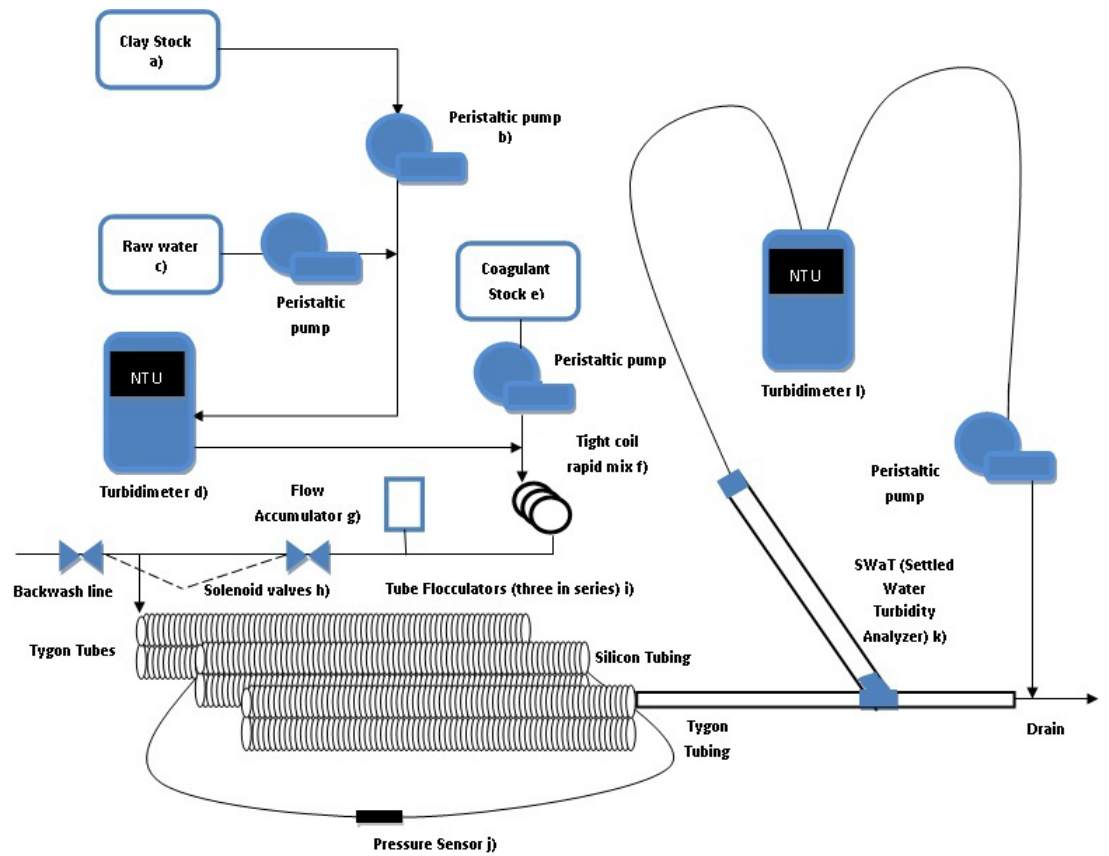 Clay Stock
a)
Peristaltic pump
b)
Raw water
c)
Peristaltic
pump
Coagulant
Stock e)
Peristaltic pump
NTU
Turbidimeter d)
Tight coil
rapid mix f)
Flow
Accumulator g)
Backwash line
Solenoid valves h)
Tube Flocculators (three in series) i)
Tygon Tubes
Silicon Tubing
Tygon
Tubing
Pressure Sensor j)
NTU
Turbidimeter l)
Peristaltic
pump
SWaT (Settled
Water
Turbidity
Analyzer) k)
Drain